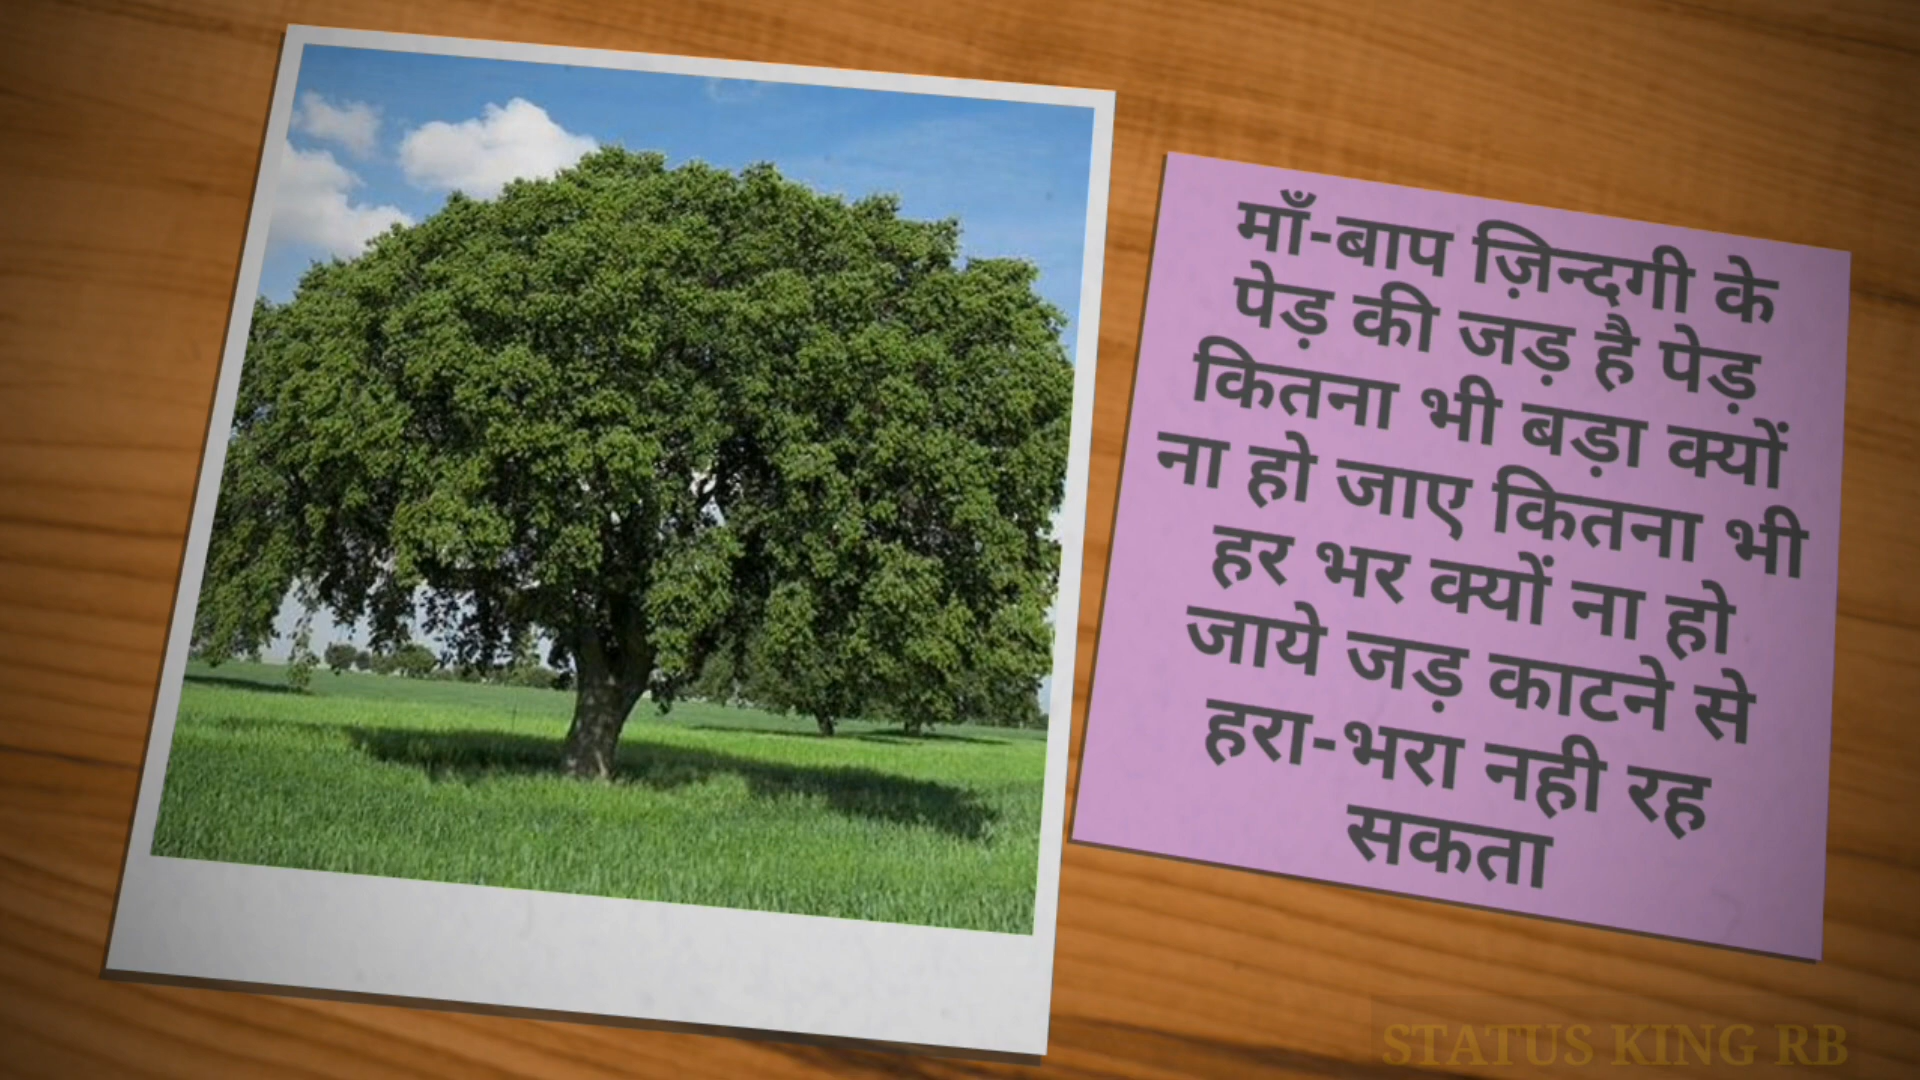 माँ-बाप ज़िन्दगी के
पेड़ की जड़ है पेड़
कितना भी बड़ा क्यों
ना हो जाए कितना भी
हर भर क्यों ना हो
जाये जड़ काटने से
हरा-भरा नही रह
सकता
STATUS KING RB